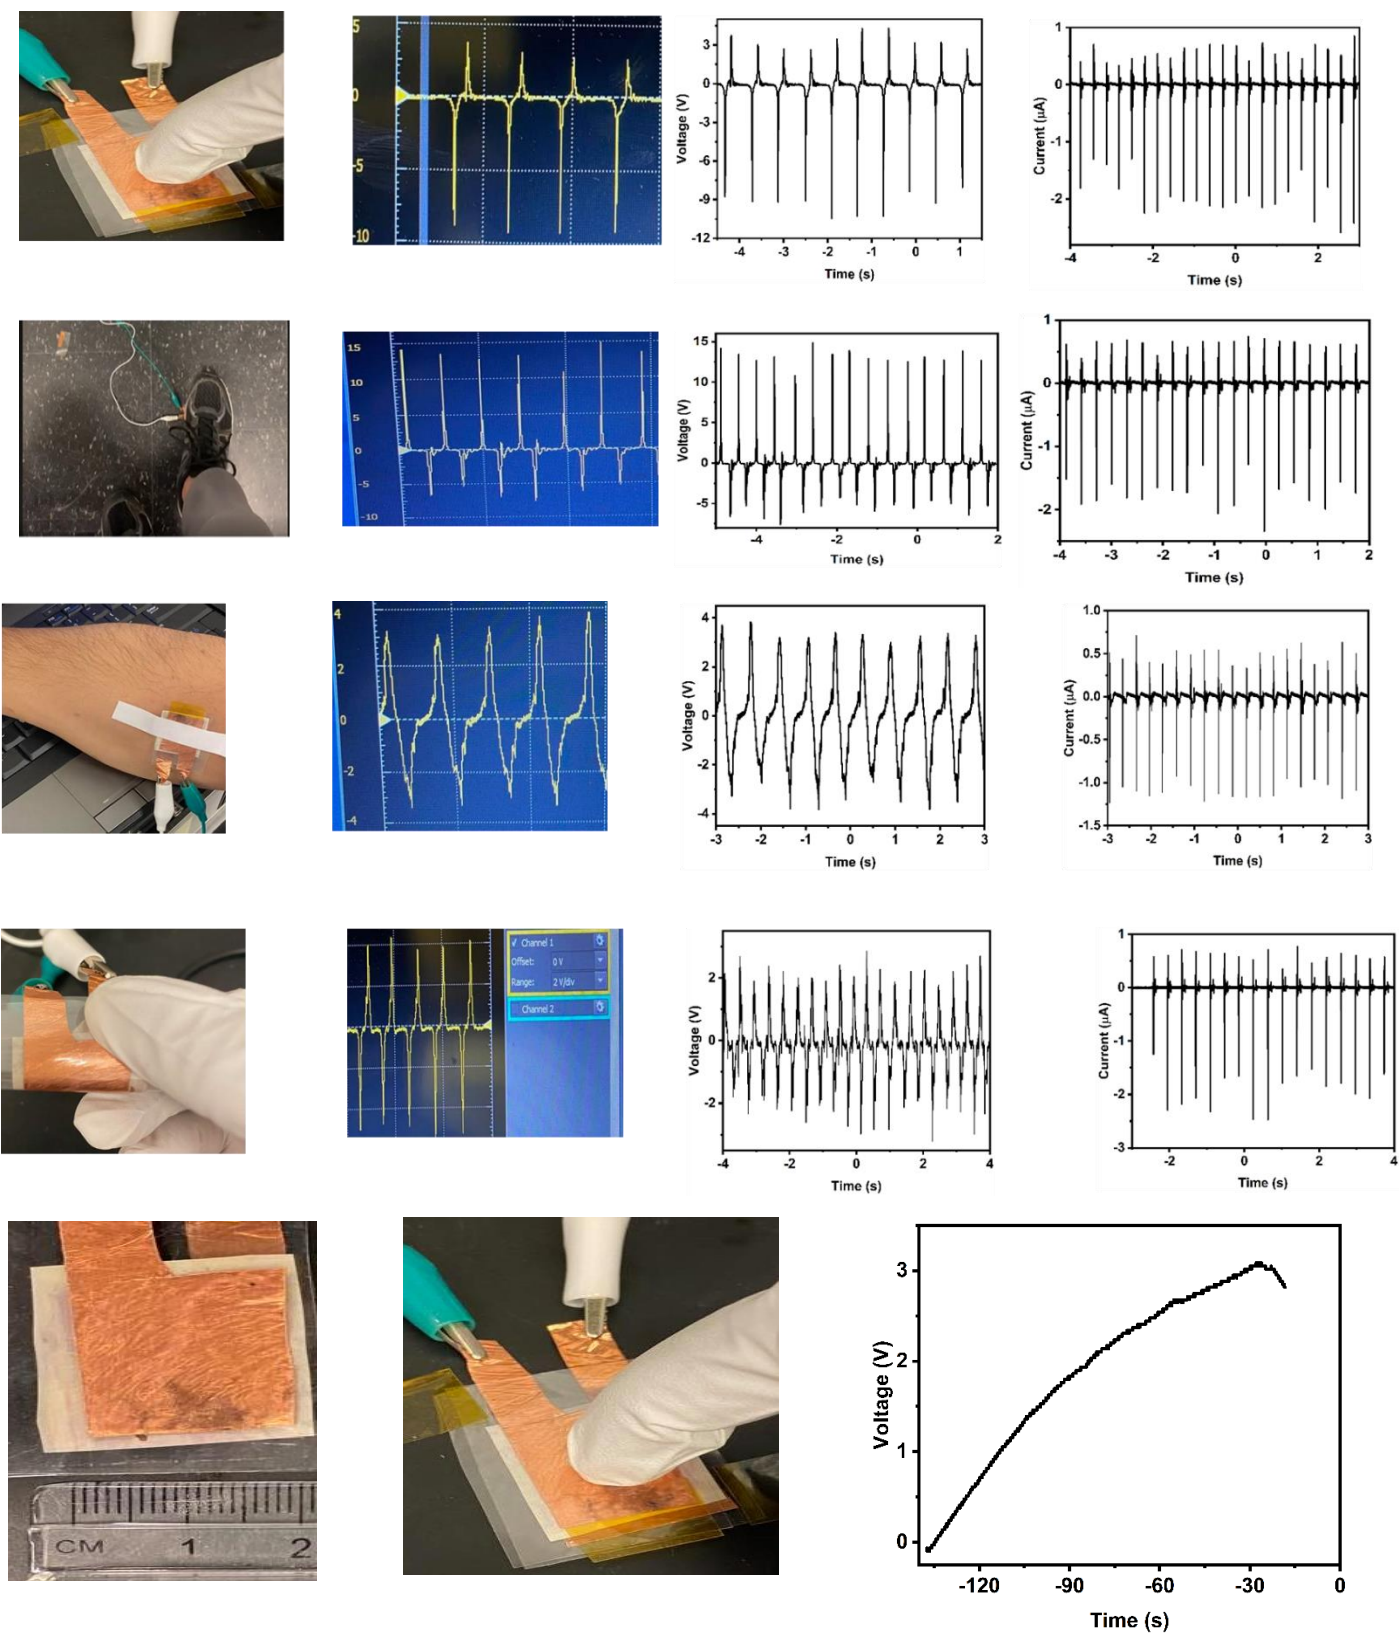 5
0
-5
-10
3
0
-3
-6
-9
-12
Voltage (V)
-4 -3 -2 -1 0 1
Time (s)
1
0
-1
-2
Current (μA)
-4 -2 0 2
Time (s)
15
10
5
0
-5
-10
15
10
5
0
-5
Voltage (V)
-4 -2 0 2
Time (s)
1
0
-1
-2
Current (μA)
-4 -3 -2 -1 0 1 2
Time (s)
4
2
0
-2
-4
4
2
0
-2
-4
Voltage (V)
-3 -2 -1 0 1 2 3
Time (s)
1.0
0.5
0.0
-0.5
-1.0
-1.5
Current (μA)
-3 -2 -1 0 1 2 3
Time (s)
Channel 1
Offset: 0 V
Range: 2 V/div
Channel 2
2
0
-2
Voltage (V)
-4 -2 0 2 4
Time (s)
1
0
-1
-2
-3
Current (μA)
-2 0 2 4
Time (s)
CM 1 2
3
2
1
0
Voltage (V)
-120 -90 -60 -30 0
Time (s)